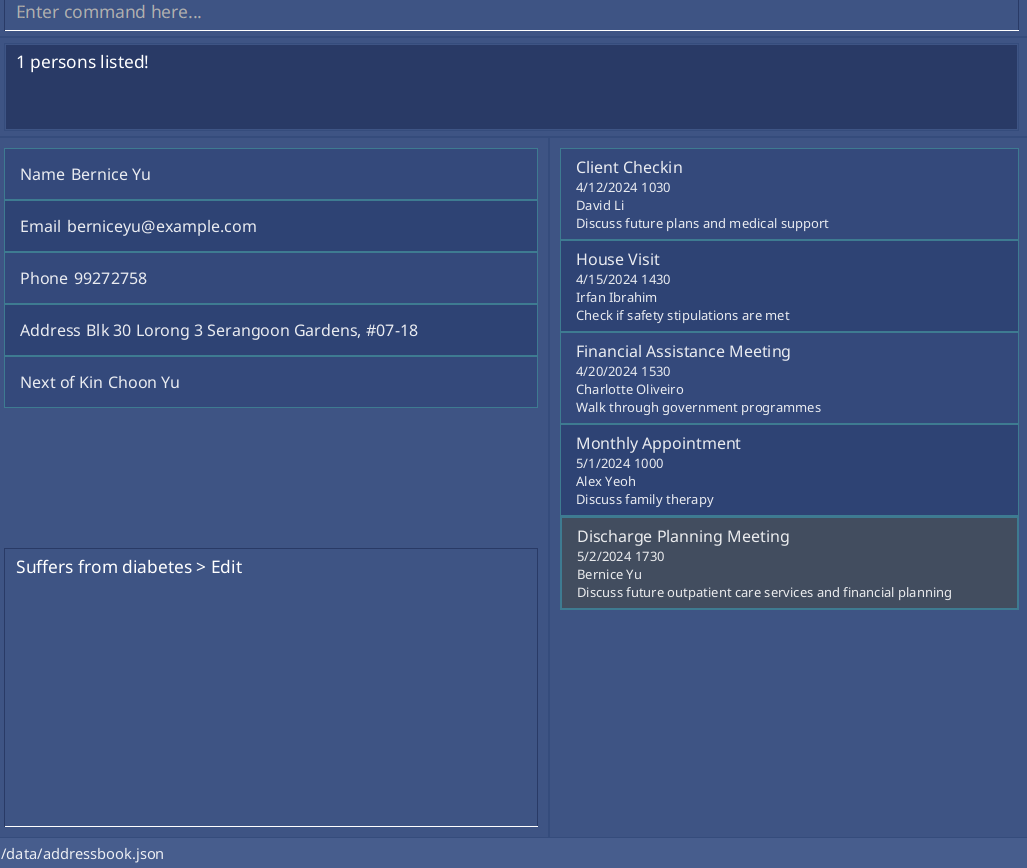 Enter command here...
1 persons listed!
Name Bernice Yu
Email berniceyu@example.com
Phone 99272758
Address Blk 30 Lorong 3 Serangoon Gardens, #07-18
Next of Kin Choon Yu
Suffers from diabetes > Edit
Client Checkin
4/12/2024 1030
David Li
Discuss future plans and medical support
House Visit
4/15/2024 1430
Irfan Ibrahim
Check if safety stipulations are met
Financial Assistance Meeting
4/20/2024 1530
Charlotte Oliveiro
Walk through government programmes
Monthly Appointment
5/1/2024 1000
Alex Yeoh
Discuss family therapy
Discharge Planning Meeting
5/2/2024 1730
Bernice Yu
Discuss future outpatient care services and financial planning
/data/addressbook.json